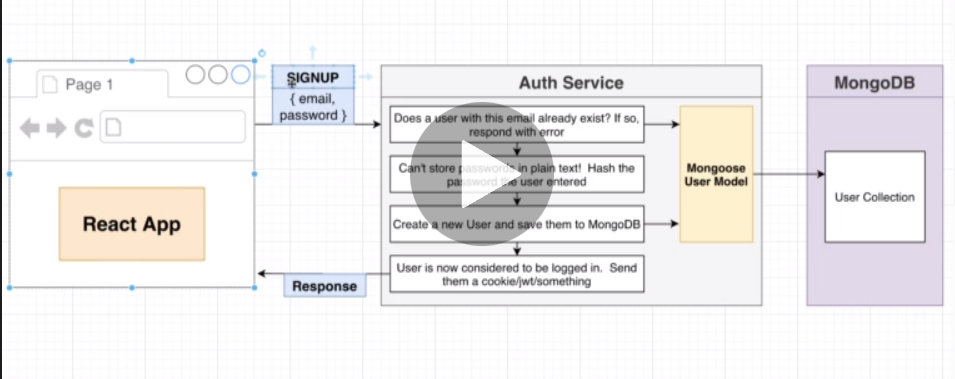 Page 1
SIGNUP
{ email,
password }
React App
Response
Auth Service
Does a user with this email already exist? If so,
respond with error
Can't store passwords in plain text! Hash the
password the user entered
Create a new User and save them to MongoDB
User is now considered to be logged in. Send
them a cookie/jwt/something
Mongoose
User Model
MongoDB
User Collection